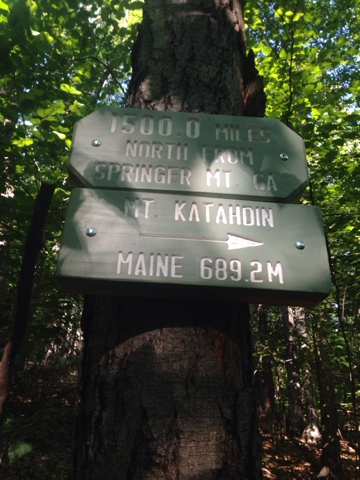 1500.0 MILES
NORTH FROM
SPRINGER MT GA
MT. KATAHDIN
MAINE 689.2M